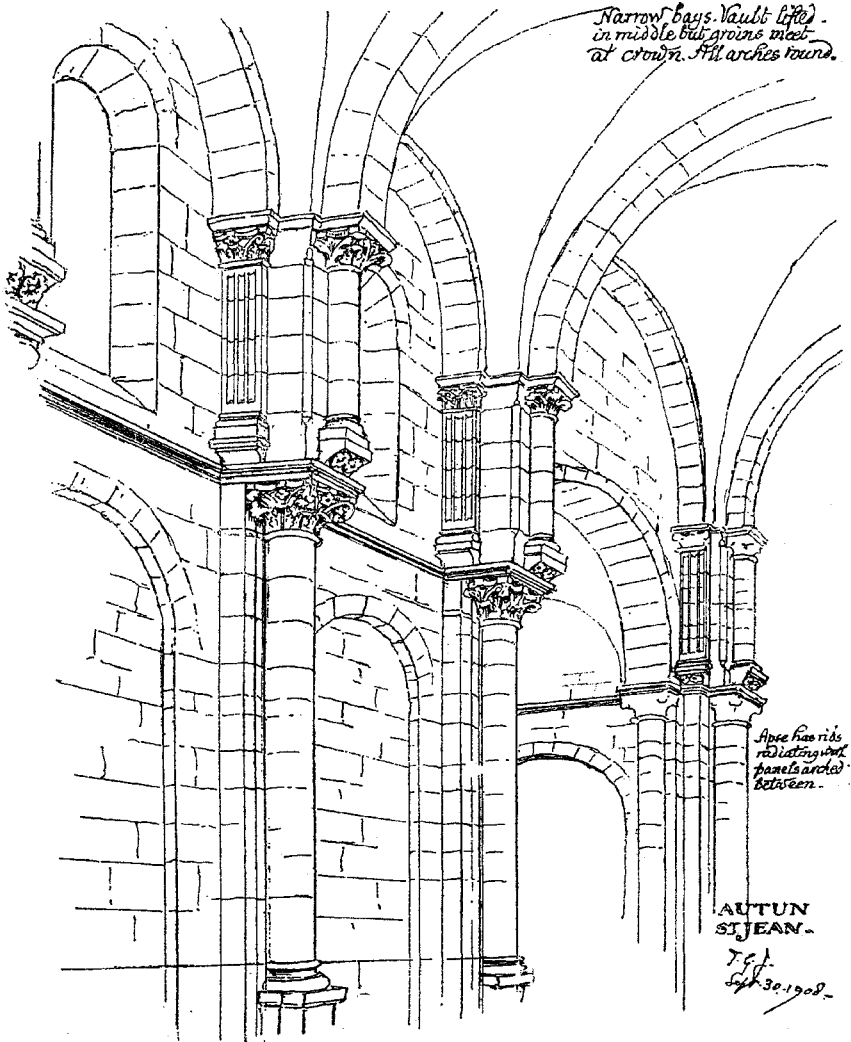 Narrow bays. Vault lifted.
in middle but groins meet
at crown. All arches round.
Apse has ribs
radiating and
panels arched
between.
AUTUN
ST JEAN.
T. G. J.
Sept. 30. 1908.